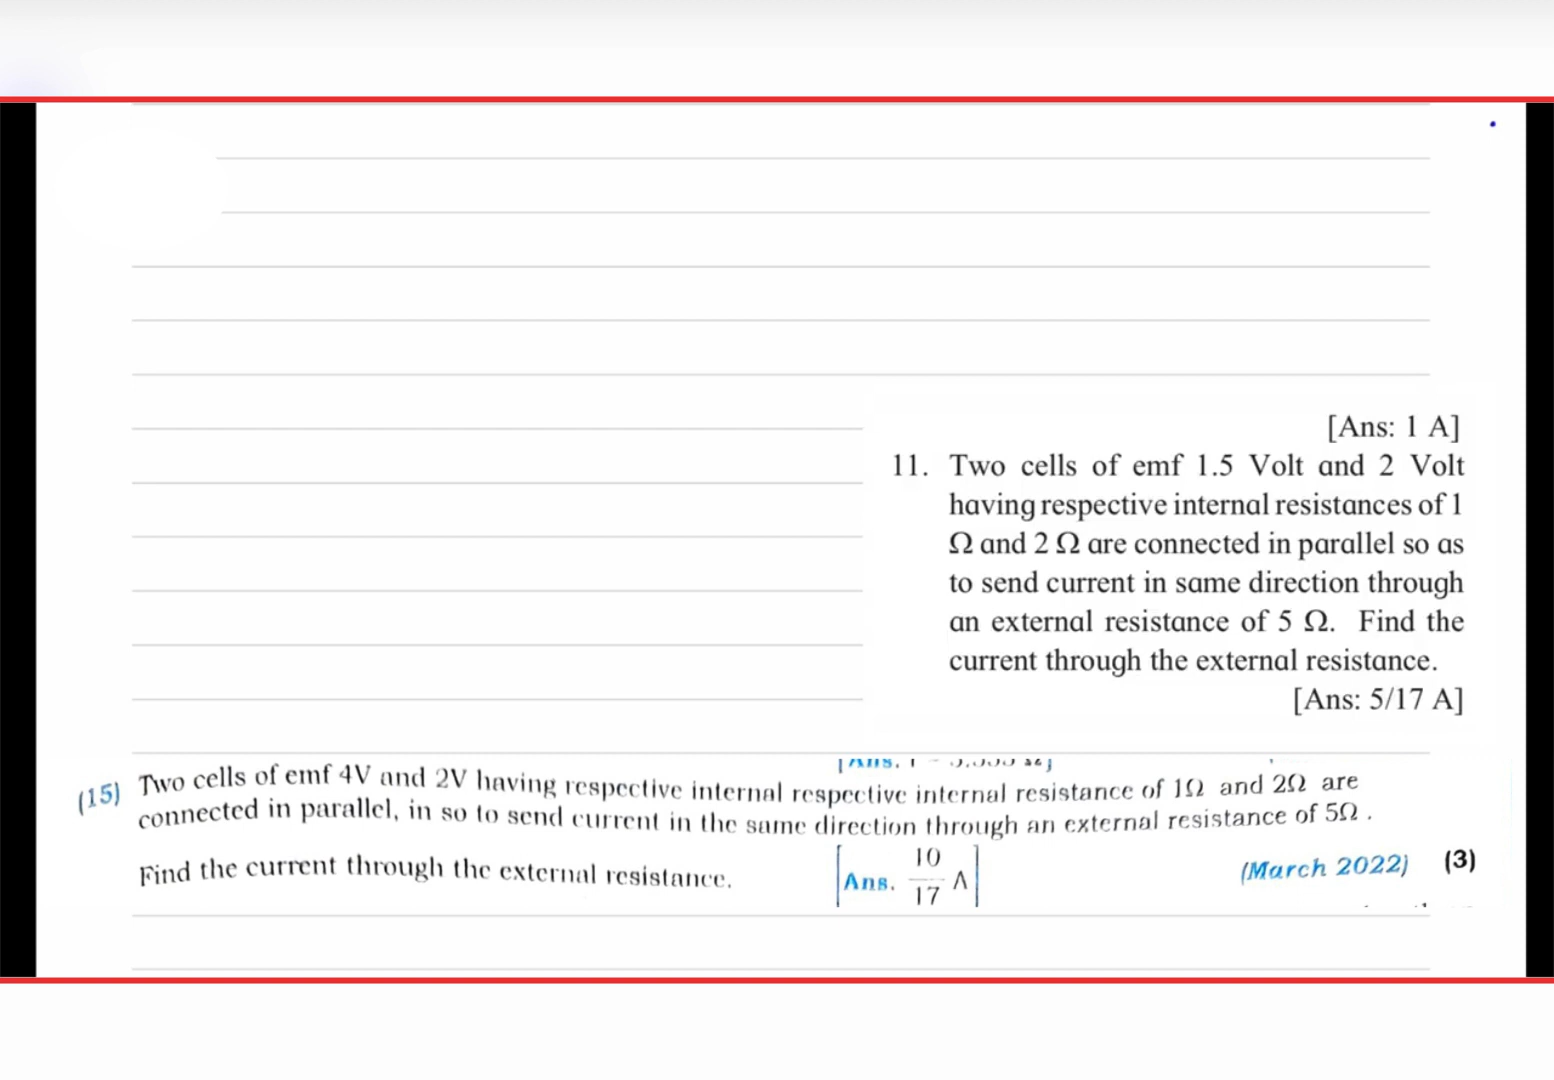 [Ans: 1 A]
11. Two cells of emf 1.5 Volt and 2 Volt
having respective internal resistances of 1
Ω and 2 Ω are connected in parallel so as
to send current in same direction through
an external resistance of 5 Ω. Find the
current through the external resistance.
[Ans: 5/17 A]
(15) Two cells of emf 4V and 2V having respective internal respective internal resistance of 1Ω and 2Ω are
connected in parallel, in so to send current in the same direction through an external resistance of 5Ω.
Find the current through the external resistance. [Ans. 10/17 A] (March 2022) (3)